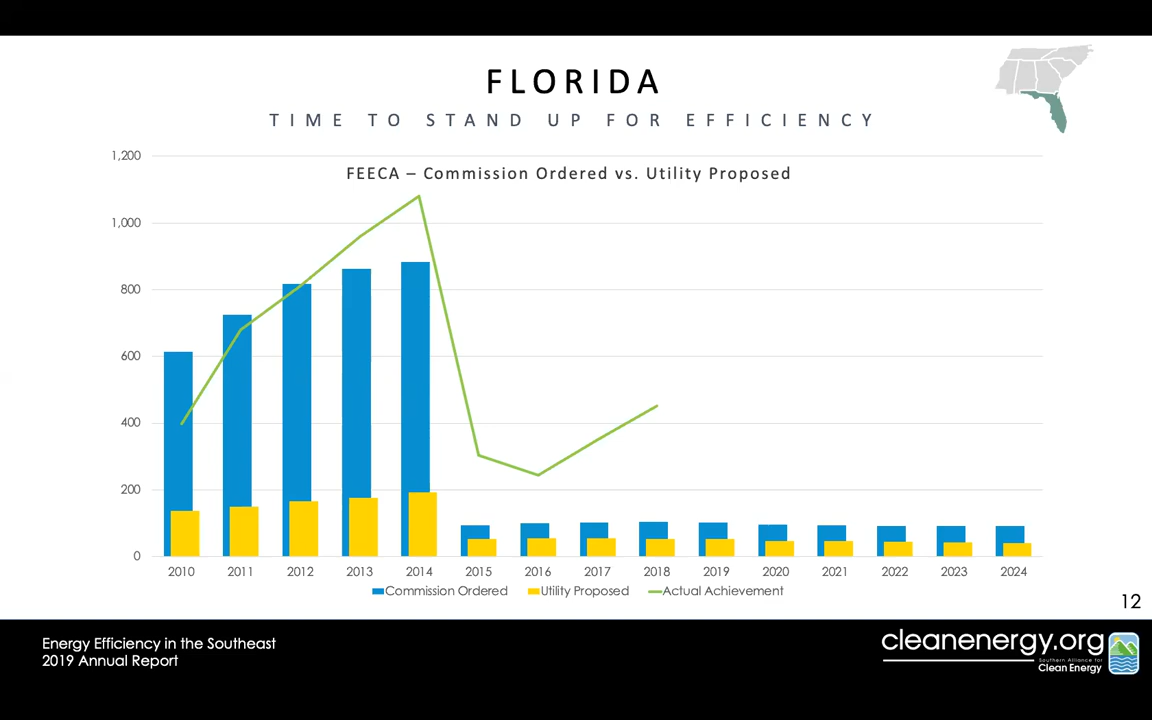 FLORIDA
TIME TO STAND UP FOR EFFICIENCY
FEECA – Commission Ordered vs. Utility Proposed
1,200
1,000
800
600
400
200
0
2010 2011 2012 2013 2014 2015 2016 2017 2018 2019 2020 2021 2022 2023 2024
Commission Ordered Utility Proposed Actual Achievement
12
Energy Efficiency in the Southeast
2019 Annual Report
cleanenergy.org
Southern Alliance for
Clean Energy